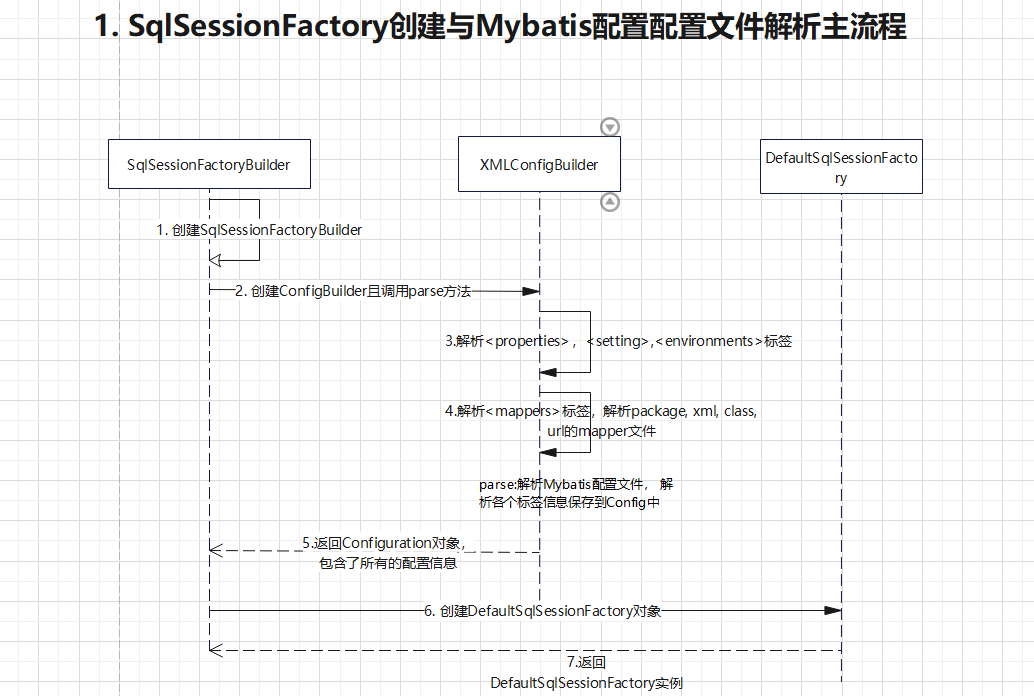 1. SqlSessionFactory创建与Mybatis配置配置文件解析主流程
SqlSessionFactoryBuilder
XMLConfigBuilder
DefaultSqlSessionFacto
ry
1. 创建SqlSessionFactoryBuilder
2. 创建ConfigBuilder且调用parse方法
3.解析<properties> ，<setting>,<environments>标签
4.解析<mappers>标签，解析package, xml, class,
url的mapper文件
parse:解析Mybatis配置文件， 解
析各个标签信息保存到Config中
5.返回Configuration对象，
包含了所有的配置信息
6. 创建DefaultSqlSessionFactory对象
7.返回
DefaultSqlSessionFactory实例